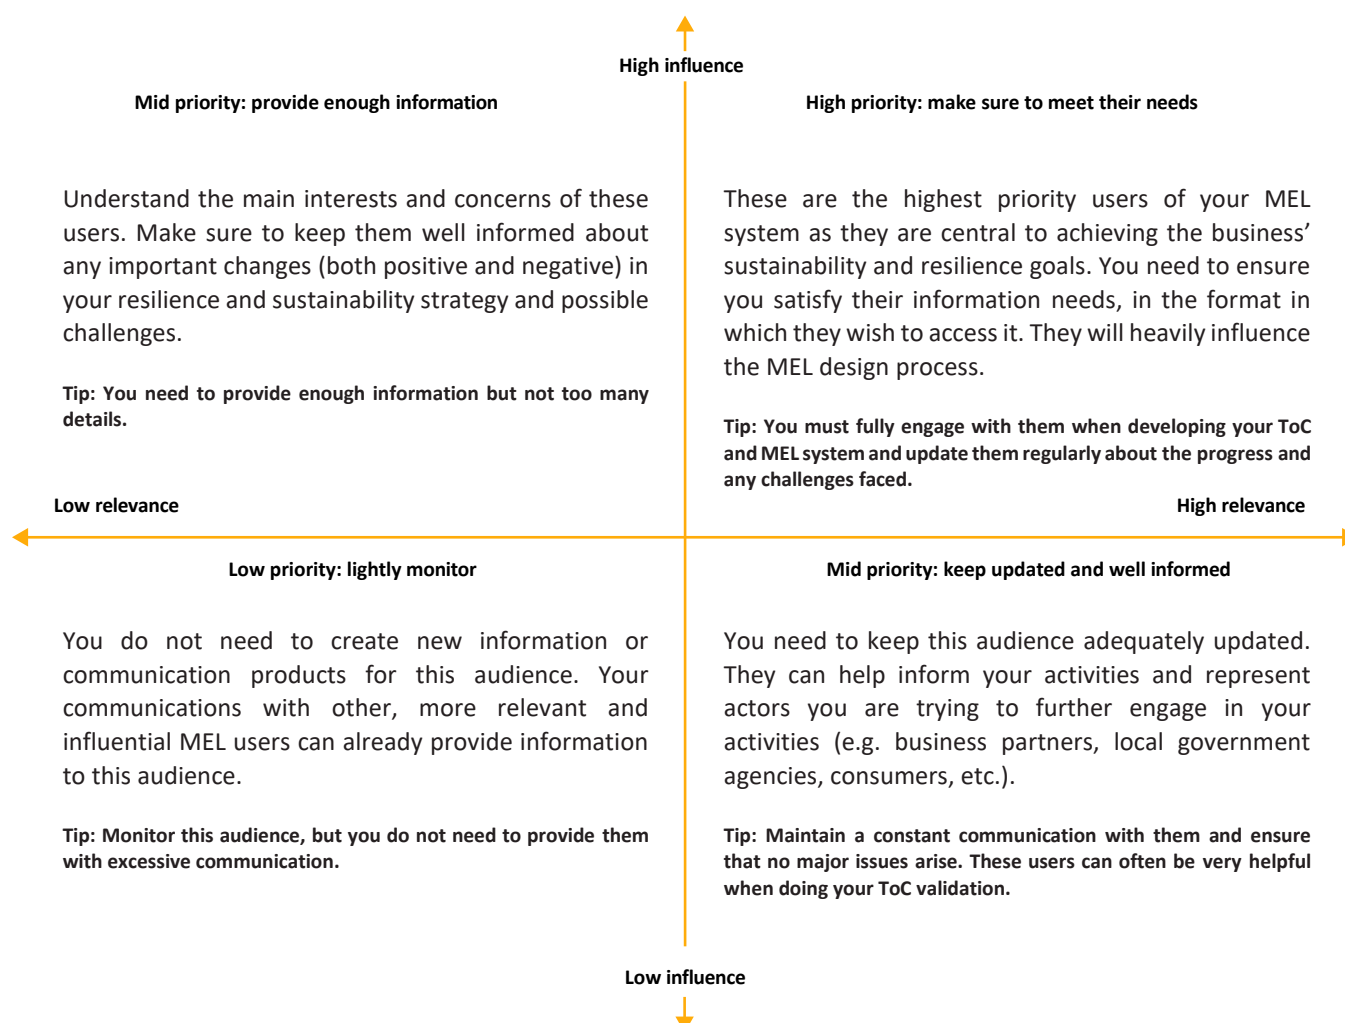 High influence
Mid priority: provide enough information
Understand the main interests and concerns of these
users. Make sure to keep them well informed about
any important changes (both positive and negative) in
your resilience and sustainability strategy and possible
challenges.
Tip: You need to provide enough information but not too many
details.
High priority: make sure to meet their needs
These are the highest priority users of your MEL
system as they are central to achieving the business’
sustainability and resilience goals. You need to ensure
you satisfy their information needs, in the format in
which they wish to access it. They will heavily influence
the MEL design process.
Tip: You must fully engage with them when developing your ToC
and MEL system and update them regularly about the progress and
any challenges faced.
Low relevance
High relevance
Low priority: lightly monitor
You do not need to create new information or
communication products for this audience. Your
communications with other, more relevant and
influential MEL users can already provide information
to this audience.
Tip: Monitor this audience, but you do not need to provide them
with excessive communication.
Mid priority: keep updated and well informed
You need to keep this audience adequately updated.
They can help inform your activities and represent
actors you are trying to further engage in your
activities (e.g. business partners, local government
agencies, consumers, etc.).
Tip: Maintain a constant communication with them and ensure
that no major issues arise. These users can often be very helpful
when doing your ToC validation.
Low influence